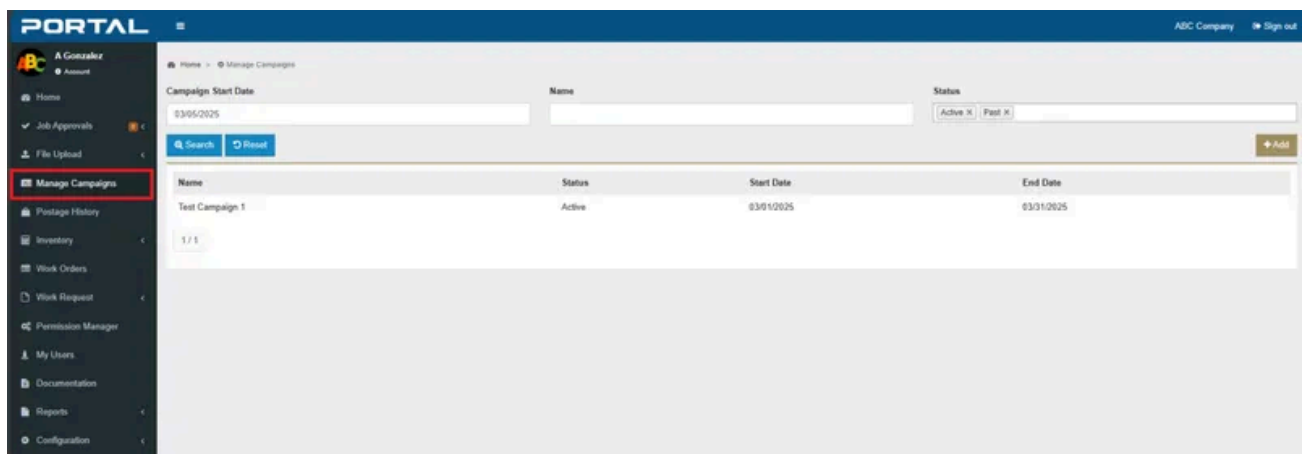 PORTAL
ABC Company Sign out
ABC
A Gonzalez
Account
Home
Job Approvals
File Upload
Manage Campaigns
Postage History
Inventory
Work Orders
Work Request
Permission Manager
My Users
Documentation
Reports
Configuration
Home > Manage Campaigns
Campaign Start Date Name Status
03/05/2025 Active × Past ×
Search Reset +Add
Name Status Start Date End Date
Test Campaign 1 Active 03/01/2025 03/31/2025
1 / 1